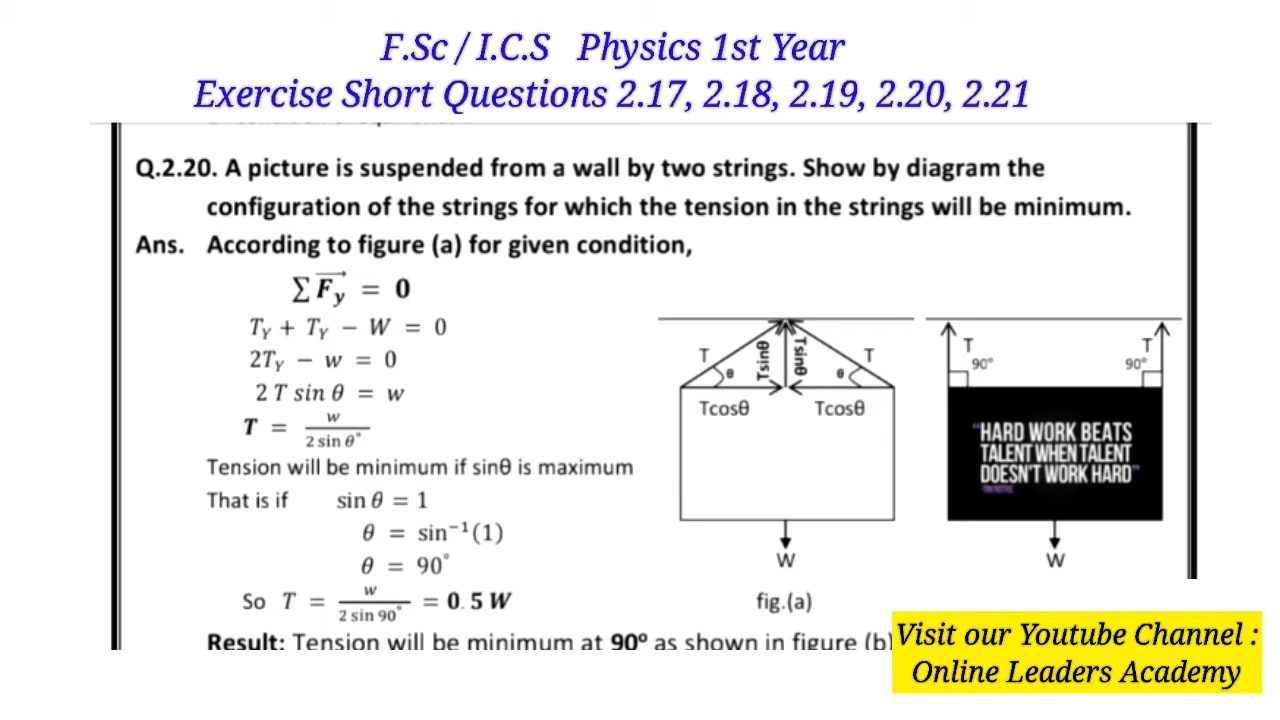 F.Sc / I.C.S Physics 1st Year
Exercise Short Questions 2.17, 2.18, 2.19, 2.20, 2.21
Q.2.20. A picture is suspended from a wall by two strings. Show by diagram the
configuration of the strings for which the tension in the strings will be minimum.
Ans. According to figure (a) for given condition,
∑ F⃗y = 0
TY + TY − W = 0
2TY − w = 0
2 T sin θ = w
T = w / 2 sin θ°
Tension will be minimum if sinθ is maximum
That is if sin θ = 1
θ = sin⁻¹(1)
θ = 90°
So T = w / 2 sin 90° = 0.5 W
Result: Tension will be minimum at 90° as shown in figure (b)
T
θ
Tsinθ
Tsinθ
θ
T
Tcosθ
Tcosθ
W
fig.(a)
T
90°
T
90°
"HARD WORK BEATS
TALENT WHEN TALENT
DOESN'T WORK HARD"
W
Visit our Youtube Channel :
Online Leaders Academy